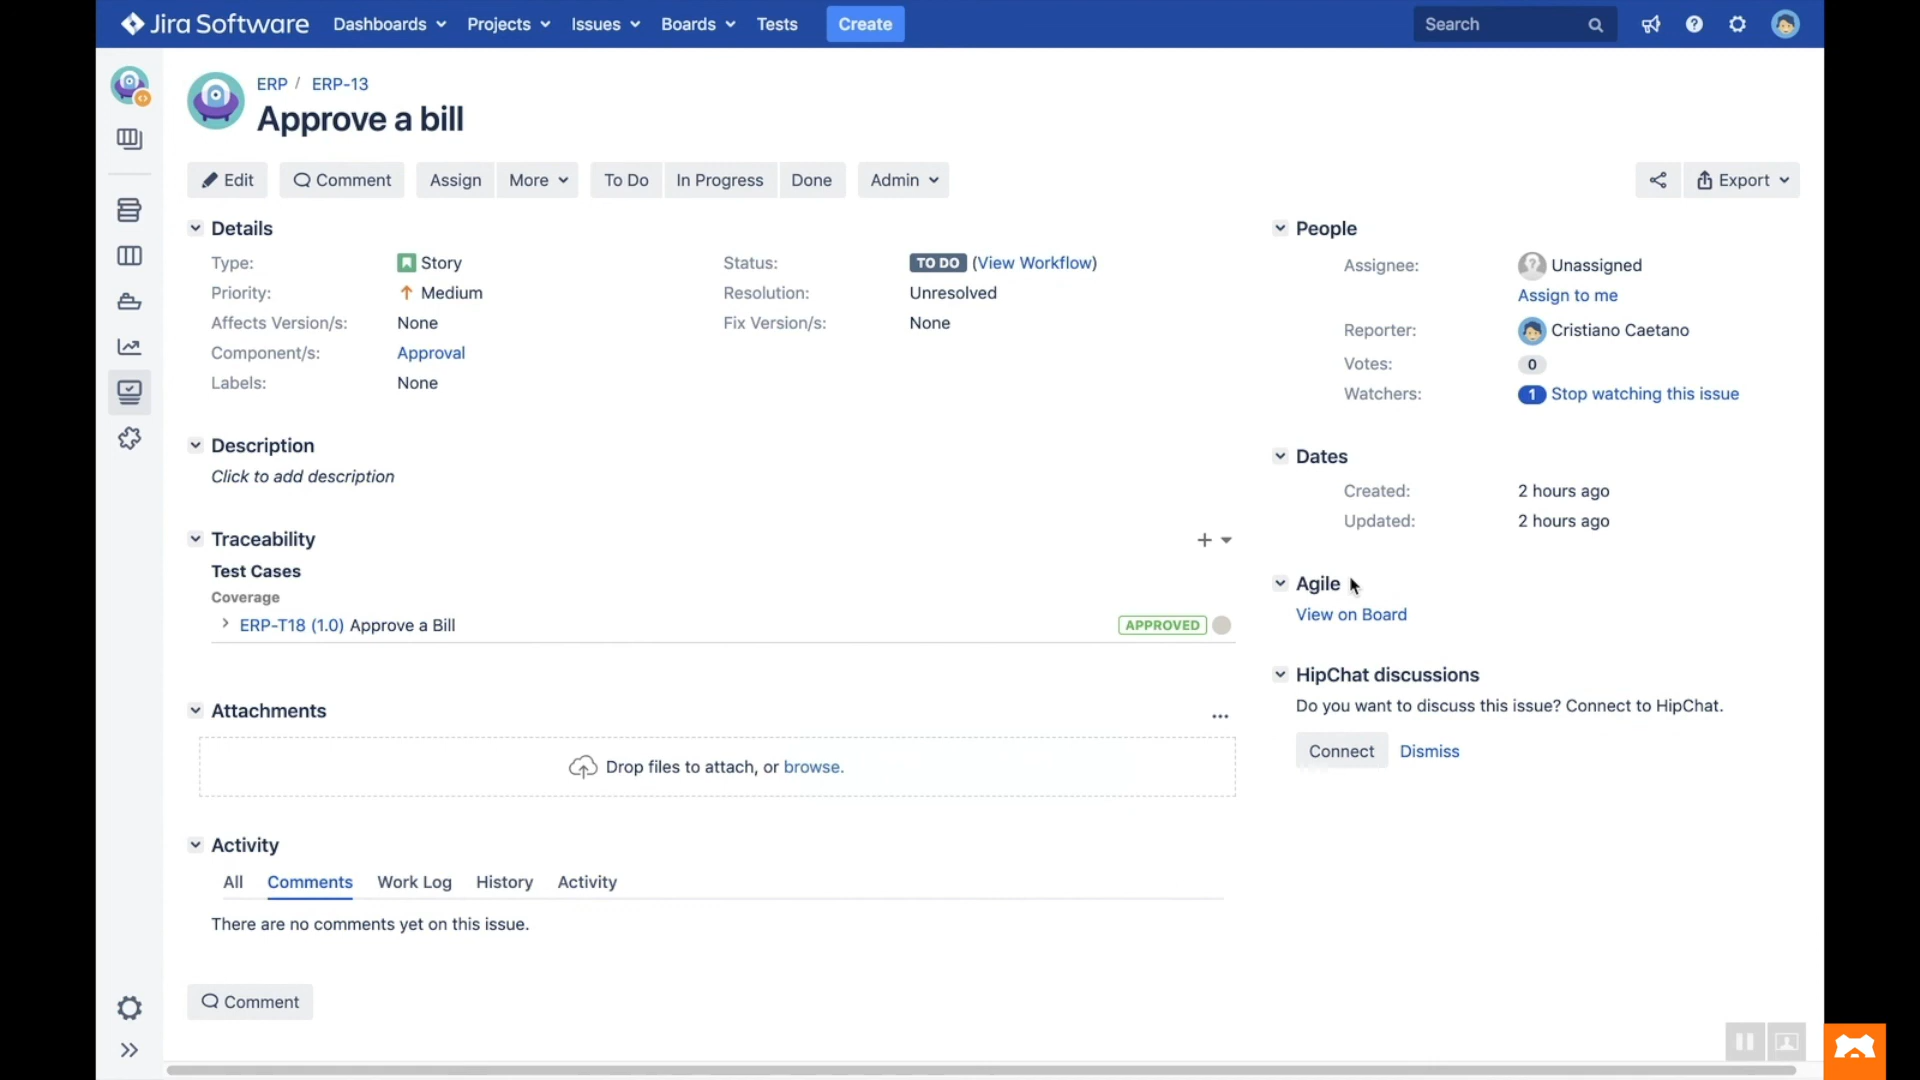 Jira Software Dashboards Projects Issues Boards Tests Create Search
ERP / ERP-13
Approve a bill
Edit Comment Assign More To Do In Progress Done Admin Export
Details
Type: Story Status: TO DO (View Workflow)
Priority: Medium Resolution: Unresolved
Affects Version/s: None Fix Version/s: None
Component/s: Approval
Labels: None
Description
Click to add description
Traceability
Test Cases
Coverage
ERP-T18 (1.0) Approve a Bill APPROVED
Attachments
Drop files to attach, or browse.
Activity
All Comments Work Log History Activity
There are no comments yet on this issue.
Comment
People
Assignee: Unassigned
Assign to me
Reporter: Cristiano Caetano
Votes: 0
Watchers: 1 Stop watching this issue
Dates
Created: 2 hours ago
Updated: 2 hours ago
Agile
View on Board
HipChat discussions
Do you want to discuss this issue? Connect to HipChat.
Connect Dismiss